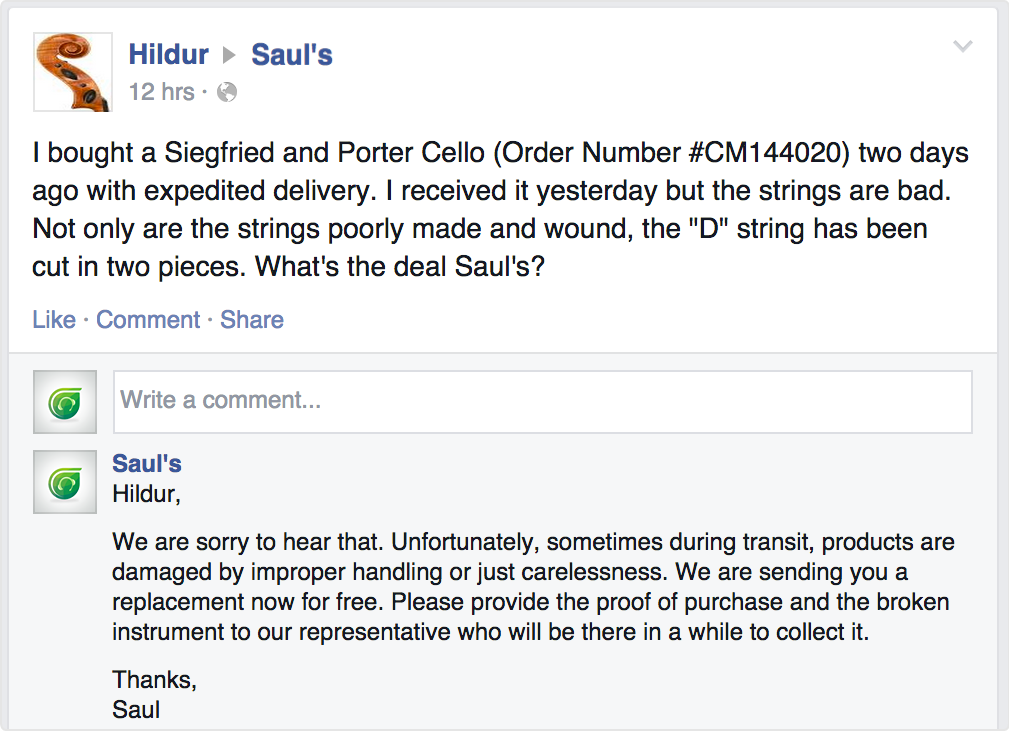 Hildur ▶ Saul's
12 hrs ·
I bought a Siegfried and Porter Cello (Order Number #CM144020) two days
ago with expedited delivery. I received it yesterday but the strings are bad.
Not only are the strings poorly made and wound, the "D" string has been
cut in two pieces. What's the deal Saul's?
Like · Comment · Share
Write a comment...
Saul's
Hildur,
We are sorry to hear that. Unfortunately, sometimes during transit, products are
damaged by improper handling or just carelessness. We are sending you a
replacement now for free. Please provide the proof of purchase and the broken
instrument to our representative who will be there in a while to collect it.
Thanks,
Saul